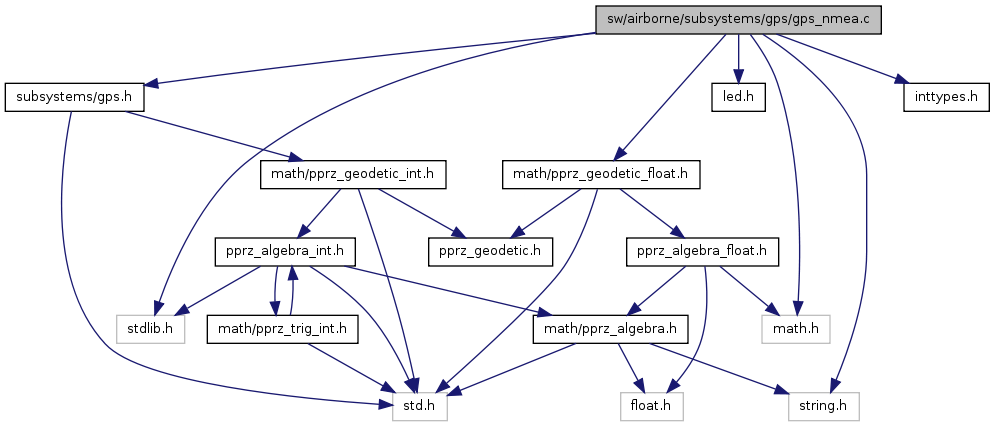 sw/airborne/subsystems/gps/gps_nmea.c
subsystems/gps.h
led.h
inttypes.h
math/pprz_geodetic_int.h
math/pprz_geodetic_float.h
pprz_algebra_int.h
pprz_geodetic.h
pprz_algebra_float.h
stdlib.h
math/pprz_trig_int.h
math/pprz_algebra.h
math.h
std.h
float.h
string.h